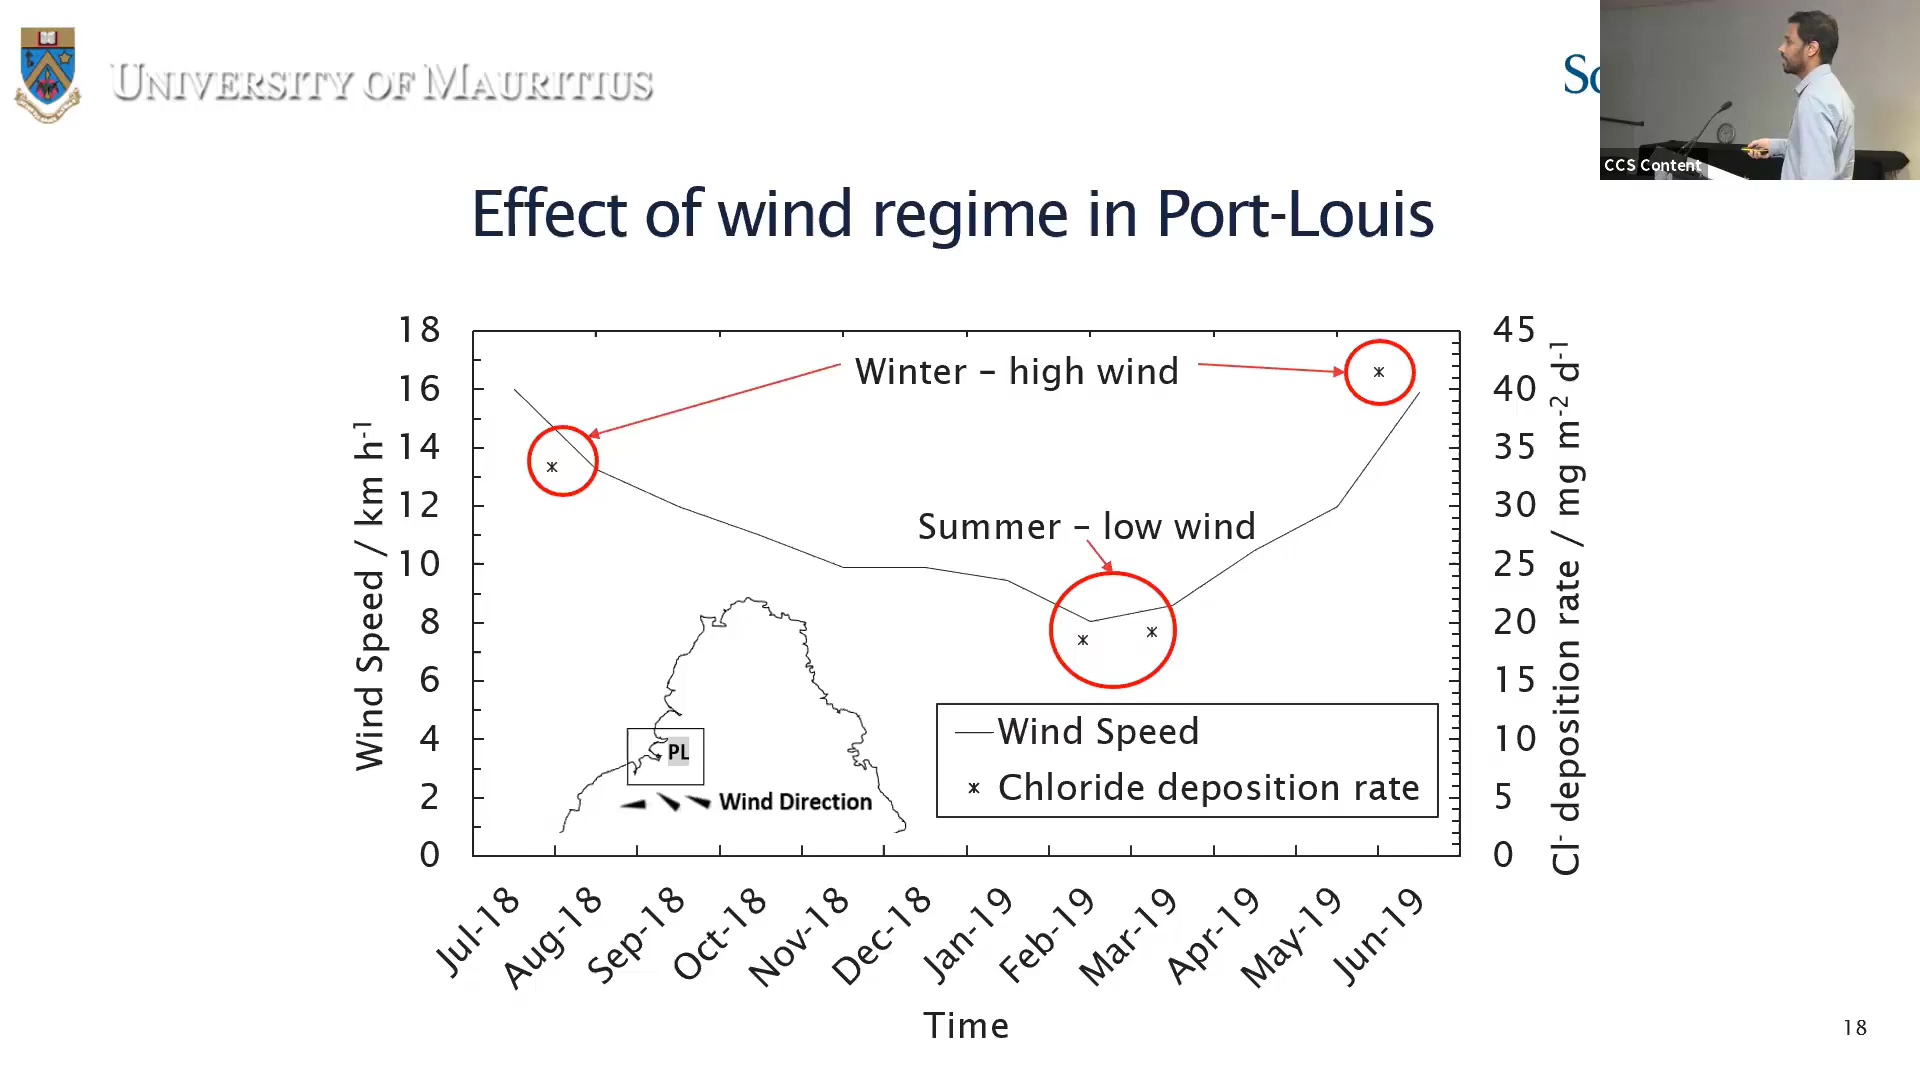 UNIVERSITY OF MAURITIUS
CCS Content
Effect of wind regime in Port-Louis
18
16
14
12
10
8
6
4
2
0
Wind Speed / km h⁻¹
Winter – high wind
Summer – low wind
PL
Wind Direction
Wind Speed
Chloride deposition rate
45
40
35
30
25
20
15
10
5
0
Cl⁻ deposition rate / mg m⁻² d⁻¹
Jul-18
Aug-18
Sep-18
Oct-18
Nov-18
Dec-18
Jan-19
Feb-19
Mar-19
Apr-19
May-19
Jun-19
Time
18